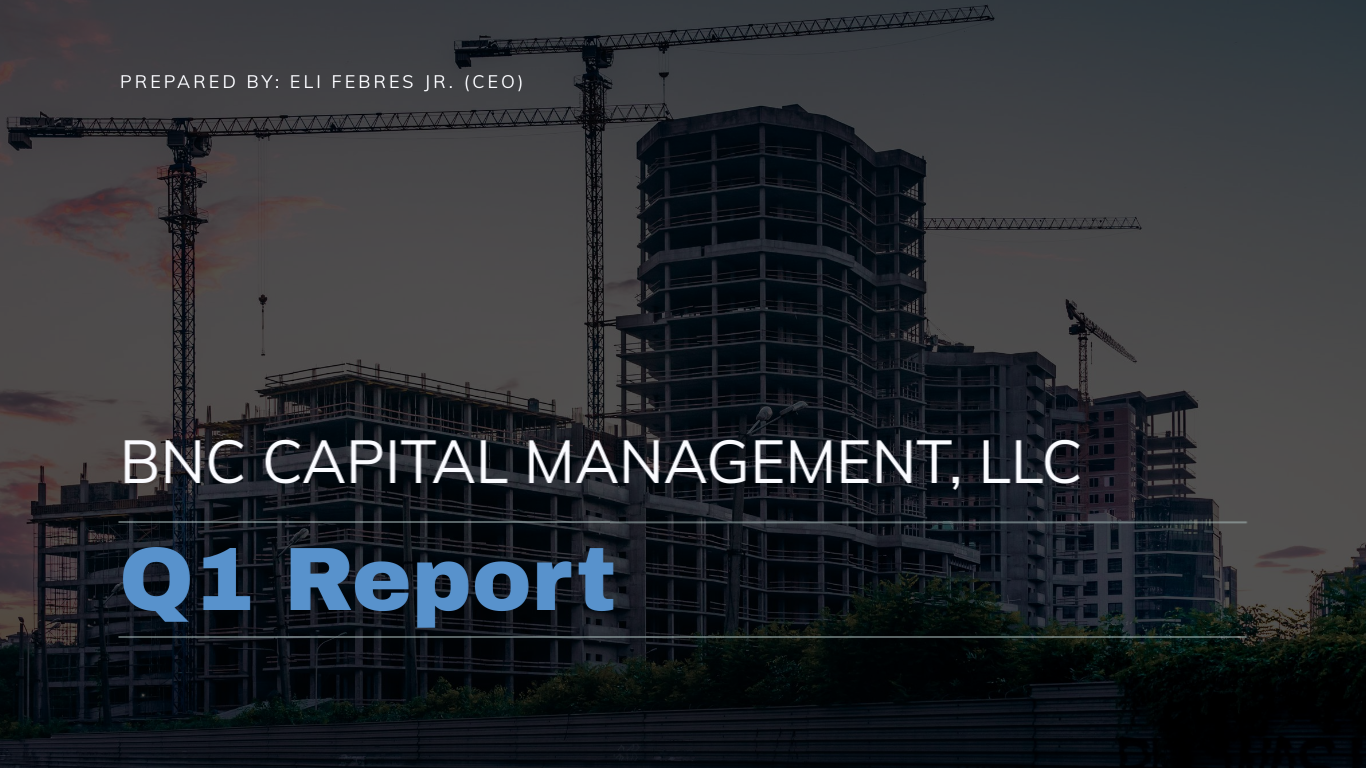 PREPARED BY: ELI FEBRES JR. (CEO)
BNC CAPITAL MANAGEMENT, LLC
Q1 Report